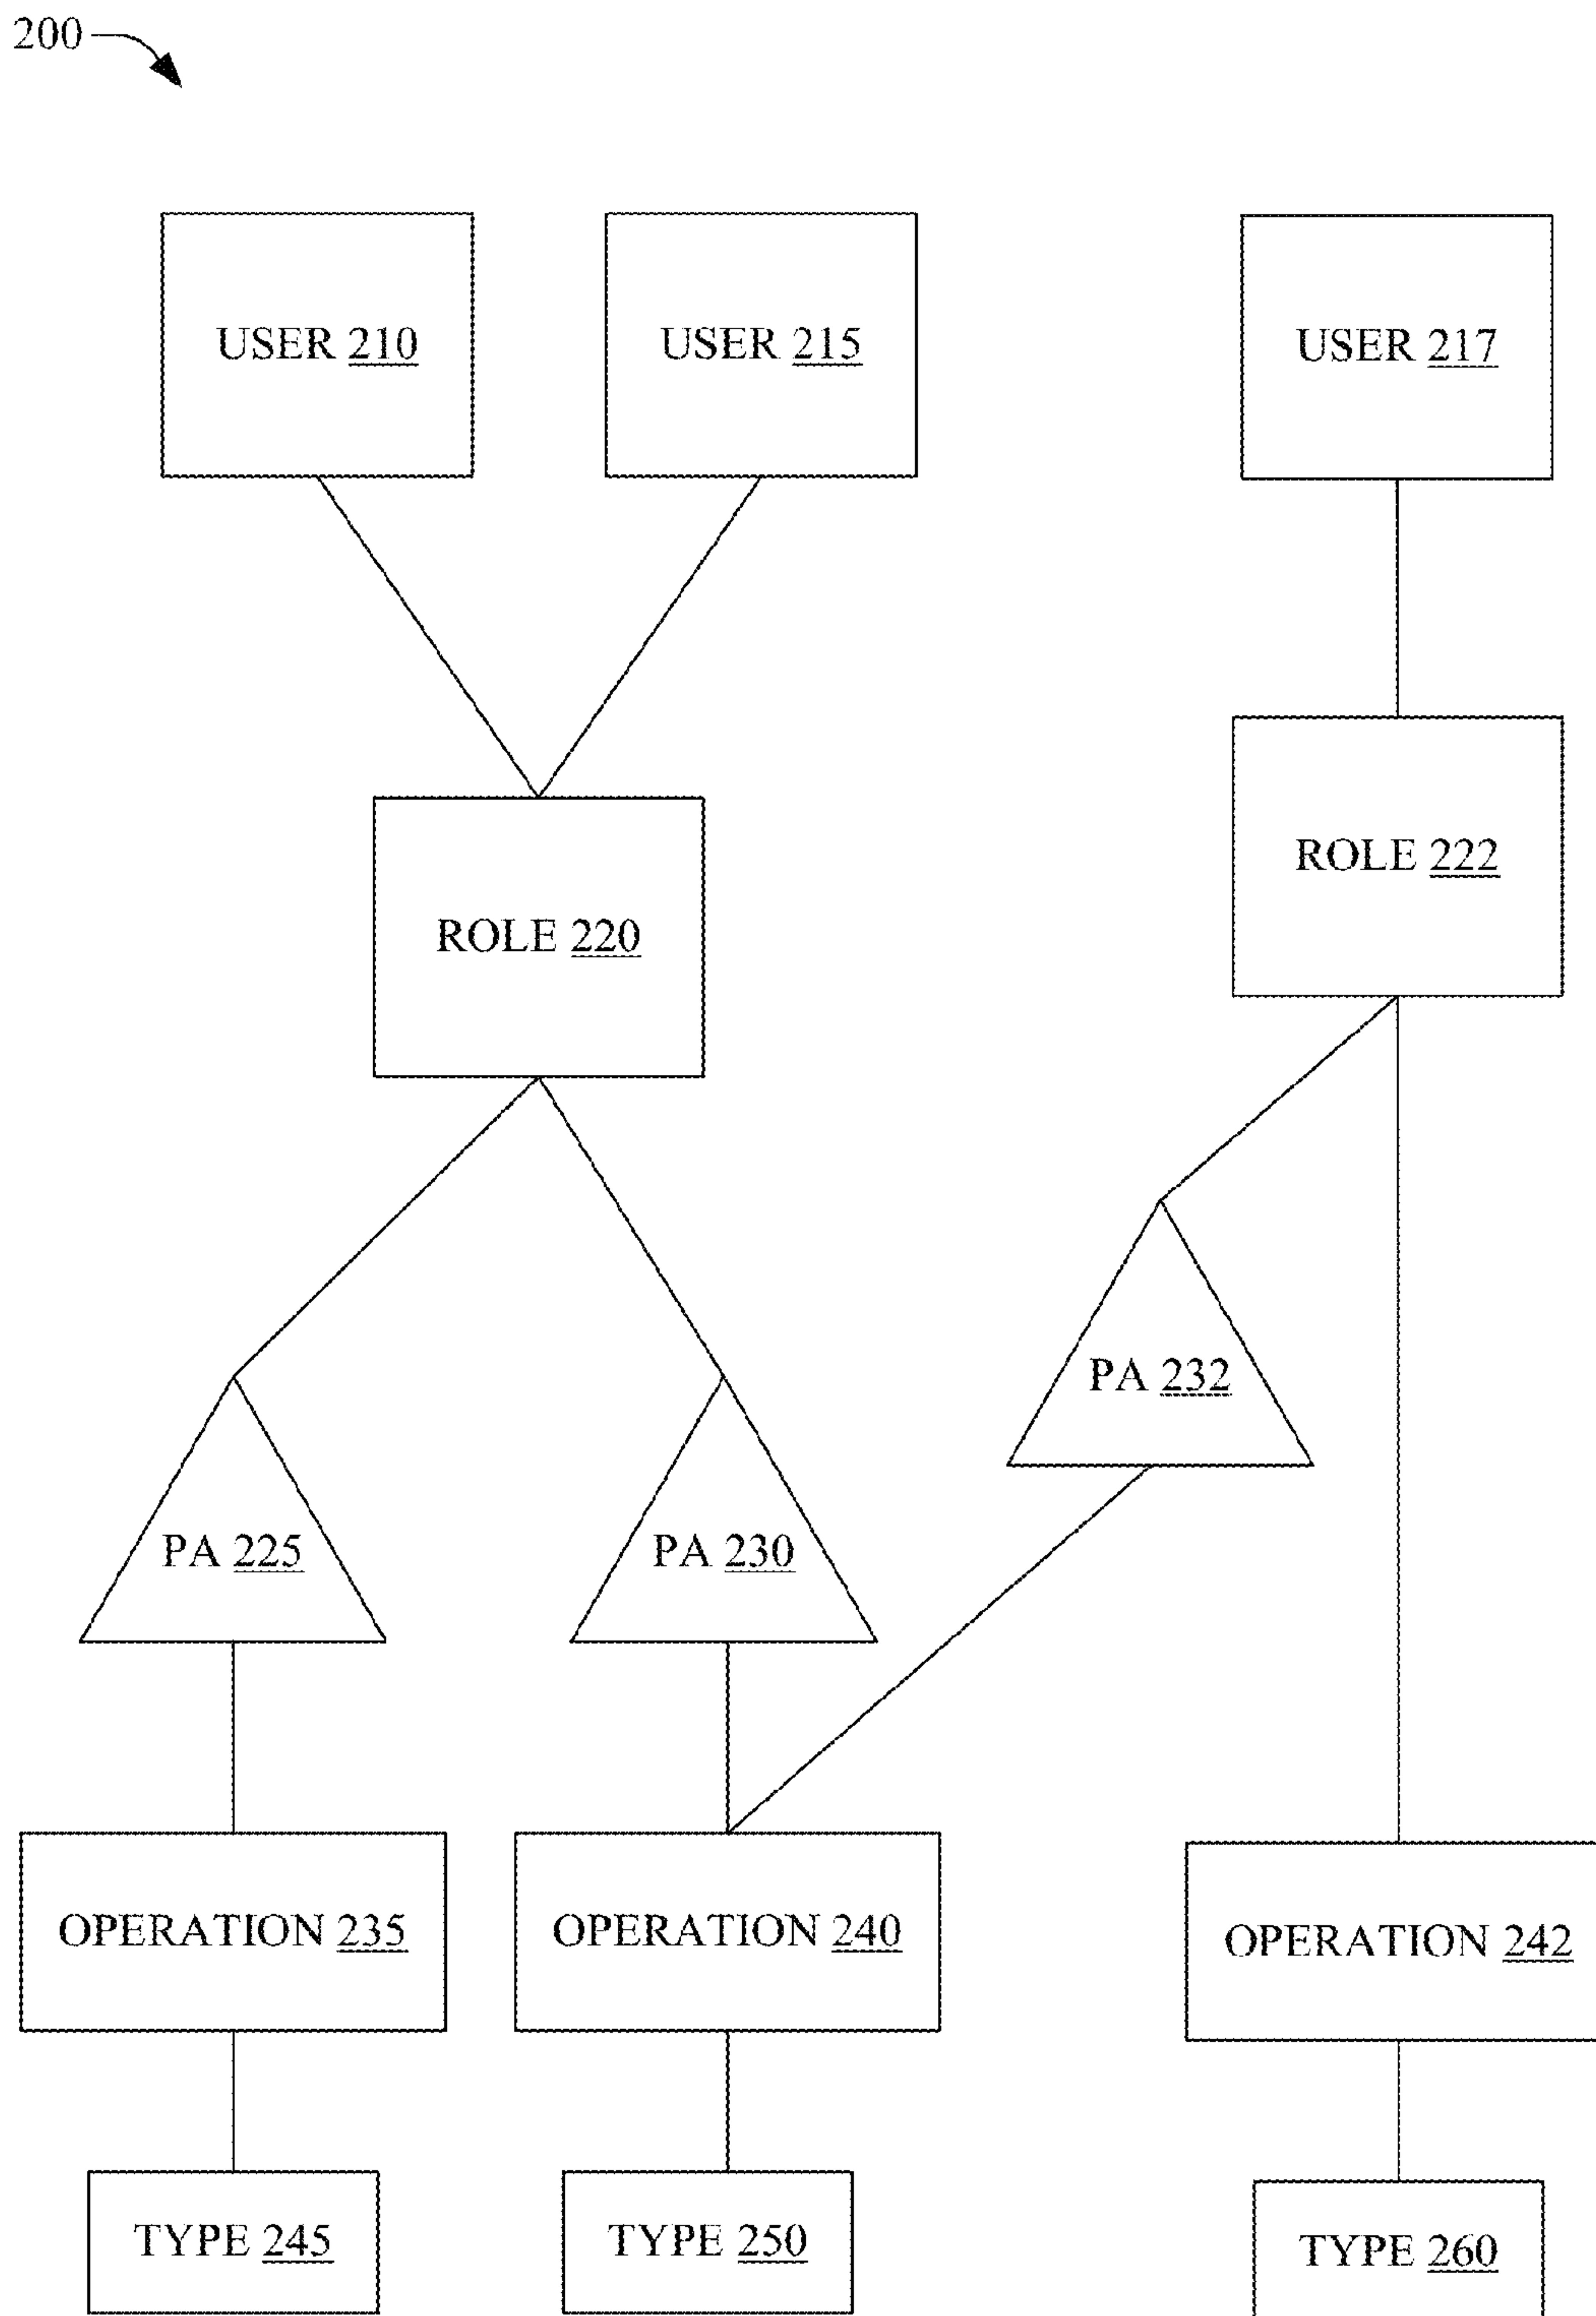 200
USER 210
USER 215
USER 217
ROLE 222
ROLE 220
PA 232
PA 225
PA 230
OPERATION 235
OPERATION 240
OPERATION 242
TYPE 245
TYPE 250
TYPE 260